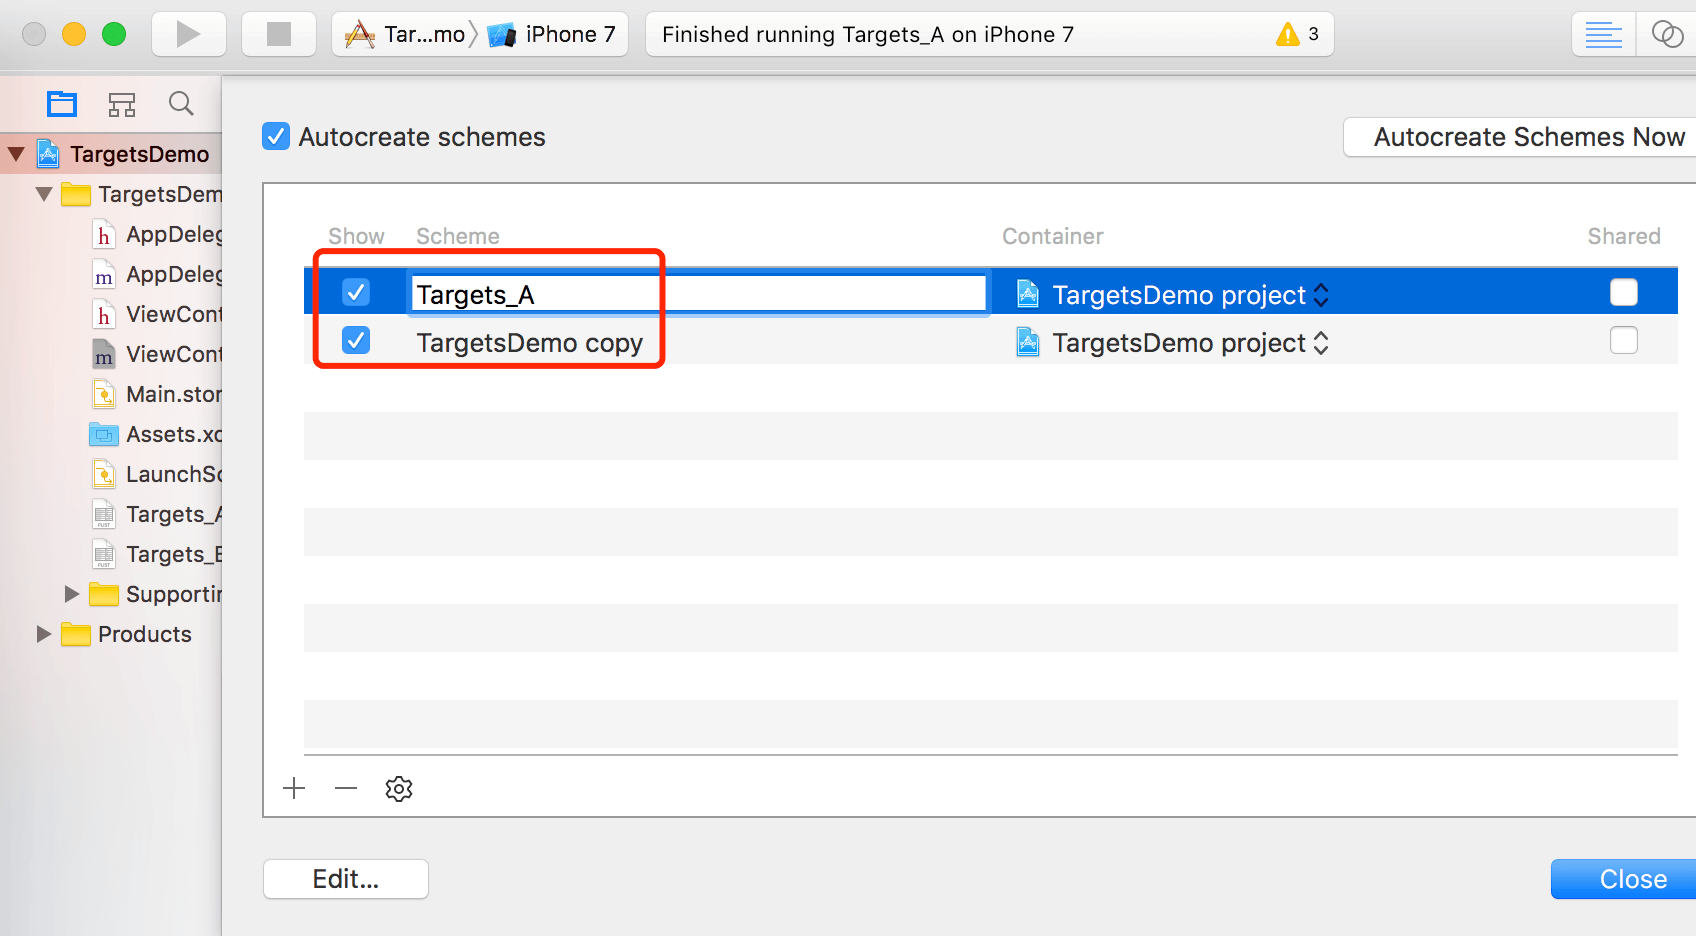 Tar...mo
iPhone 7
Finished running Targets_A on iPhone 7
3
TargetsDemo
TargetsDem
h AppDeleg
m AppDeleg
h ViewCont
m ViewCont
Main.stor
Assets.xc
LaunchSc
Targets_A
Targets_E
Supportin
Products
Autocreate schemes
Autocreate Schemes Now
Show Scheme Container Shared
Targets_A TargetsDemo project
TargetsDemo copy TargetsDemo project
Edit...
Close